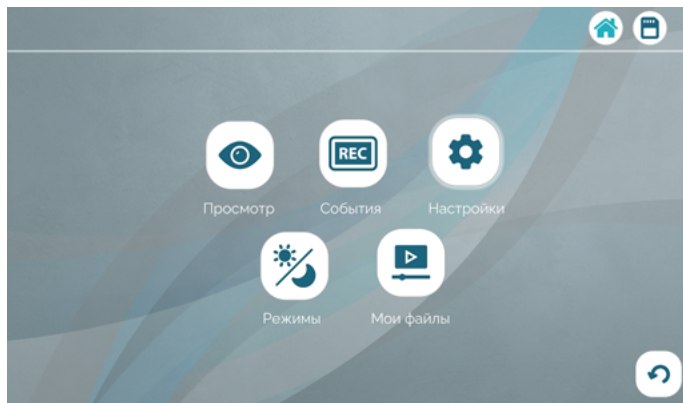 REC
Просмотр
События
Настройки
Режимы
Мои файлы